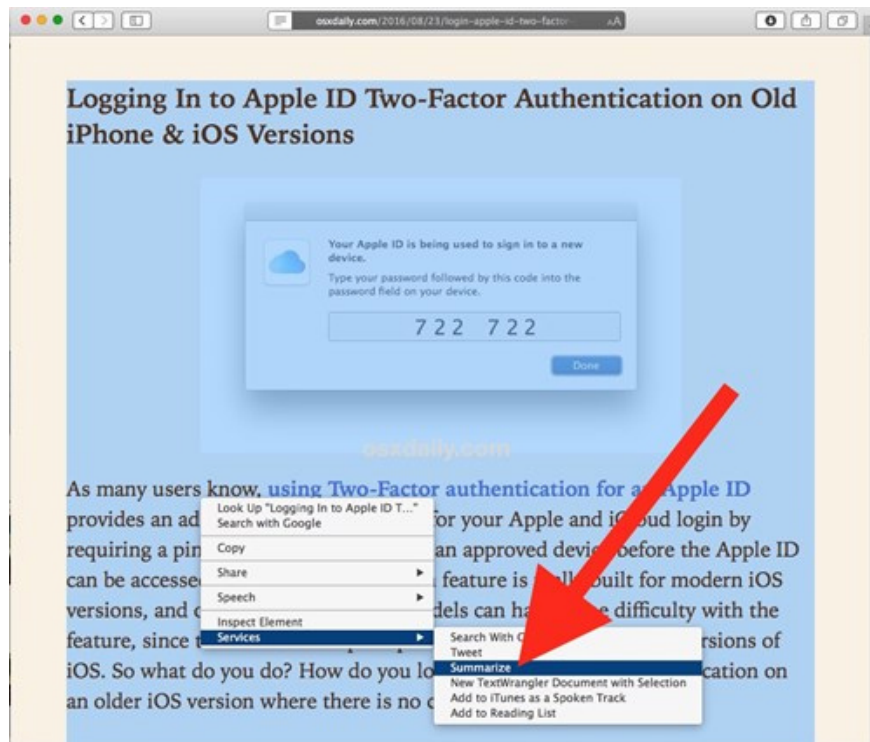 osxdaily.com/2016/08/23/login-apple-id-two-factor-
AA
Logging In to Apple ID Two-Factor Authentication on Old
iPhone & iOS Versions
Your Apple ID is being used to sign in to a new
device.
Type your password followed by this code into the
password field on your device.
722 722
Done
osxdaily.com
As many users know, using Two-Factor authentication for a Apple ID
provides an ad for your Apple and iCloud login by
requiring a pin an approved device before the Apple ID
can be accessed feature is built for modern iOS
versions, and dels can ha difficulty with the
feature, since t rsions of
iOS. So what do you do? How do you lo cation on
an older iOS version where there is no
Look Up "Logging In to Apple ID T..."
Search with Google
Copy
Share
Speech
Inspect Element
Services
Search With
Tweet
Summarize
New TextWrangler Document with Selection
Add to iTunes as a Spoken Track
Add to Reading List